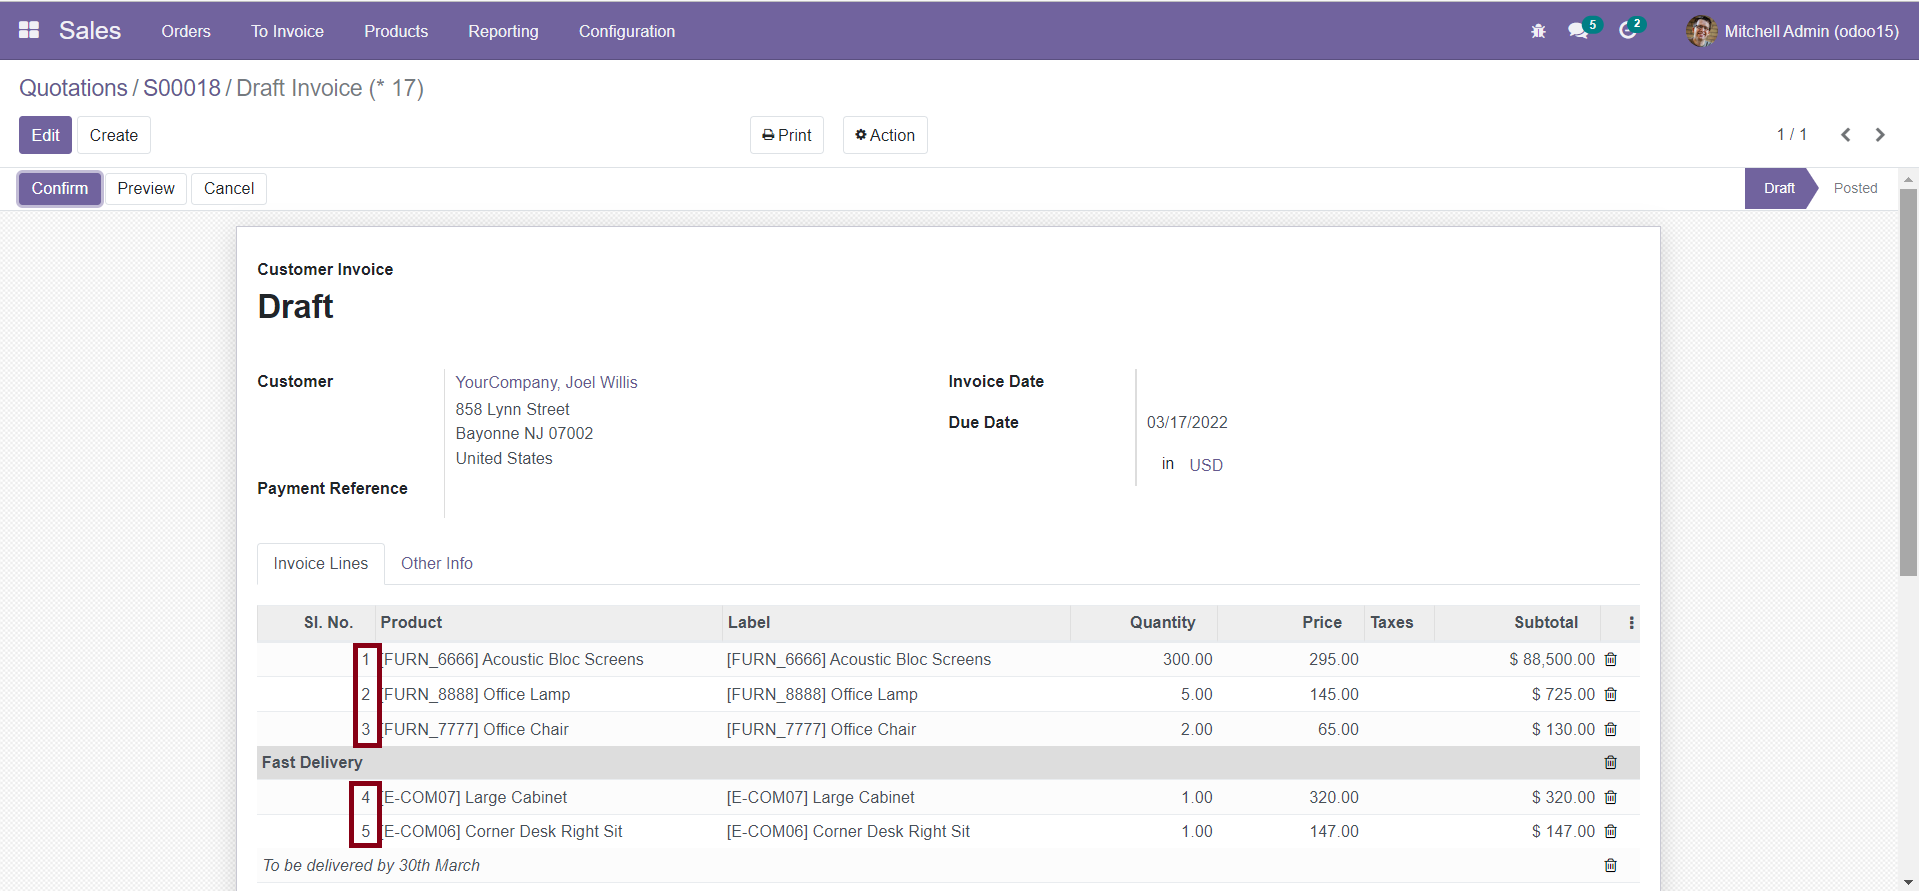 Sales Orders To Invoice Products Reporting Configuration 5 2 Mitchell Admin (odoo15)
Quotations / S00018 / Draft Invoice (* 17)
Edit Create Print Action 1 / 1
Confirm Preview Cancel Draft Posted
Customer Invoice
Draft
Customer YourCompany, Joel Willis Invoice Date
858 Lynn Street
Due Date 03/17/2022
Bayonne NJ 07002
United States
in USD
Payment Reference
Invoice Lines Other Info
Sl. No. Product Label Quantity Price Taxes Subtotal
1 [FURN_6666] Acoustic Bloc Screens [FURN_6666] Acoustic Bloc Screens 300.00 295.00 $ 88,500.00
2 [FURN_8888] Office Lamp [FURN_8888] Office Lamp 5.00 145.00 $ 725.00
3 [FURN_7777] Office Chair [FURN_7777] Office Chair 2.00 65.00 $ 130.00
Fast Delivery
4 [E-COM07] Large Cabinet [E-COM07] Large Cabinet 1.00 320.00 $ 320.00
5 [E-COM06] Corner Desk Right Sit [E-COM06] Corner Desk Right Sit 1.00 147.00 $ 147.00
To be delivered by 30th March